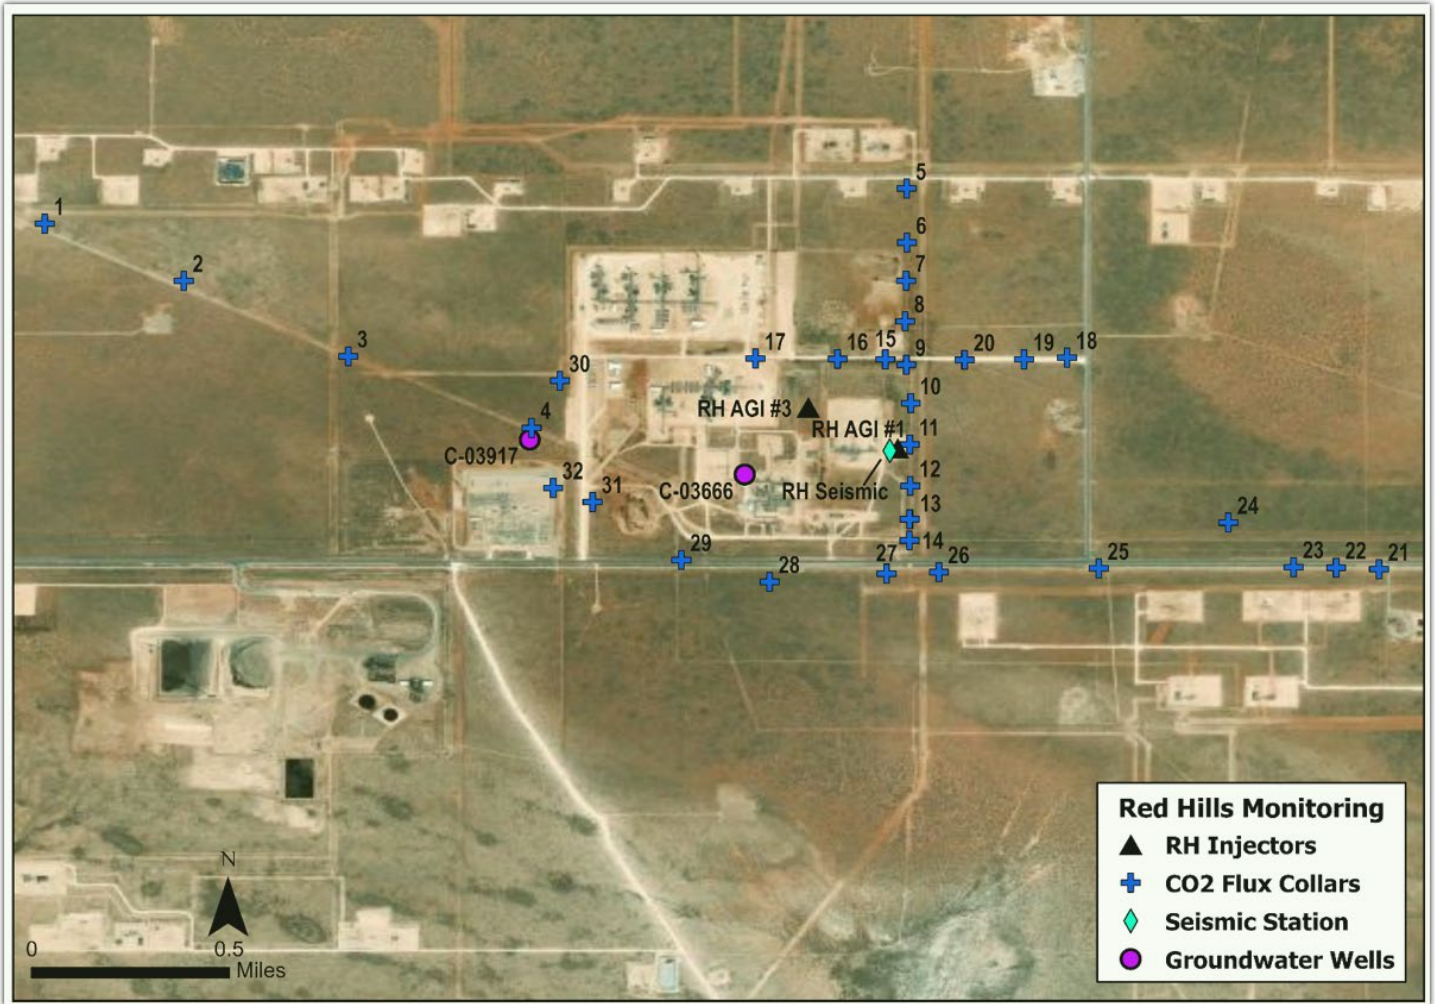 5
1
6
2
7
8
3
17
16
15
9
20
19
18
30
10
RH AGI #3
4
RH AGI #1
11
C-03917
32
31
C-03666
RH Seismic
12
13
24
14
29
28
27
26
25
23
22
21
Red Hills Monitoring
RH Injectors
CO2 Flux Collars
Seismic Station
Groundwater Wells
N
0
0.5
Miles